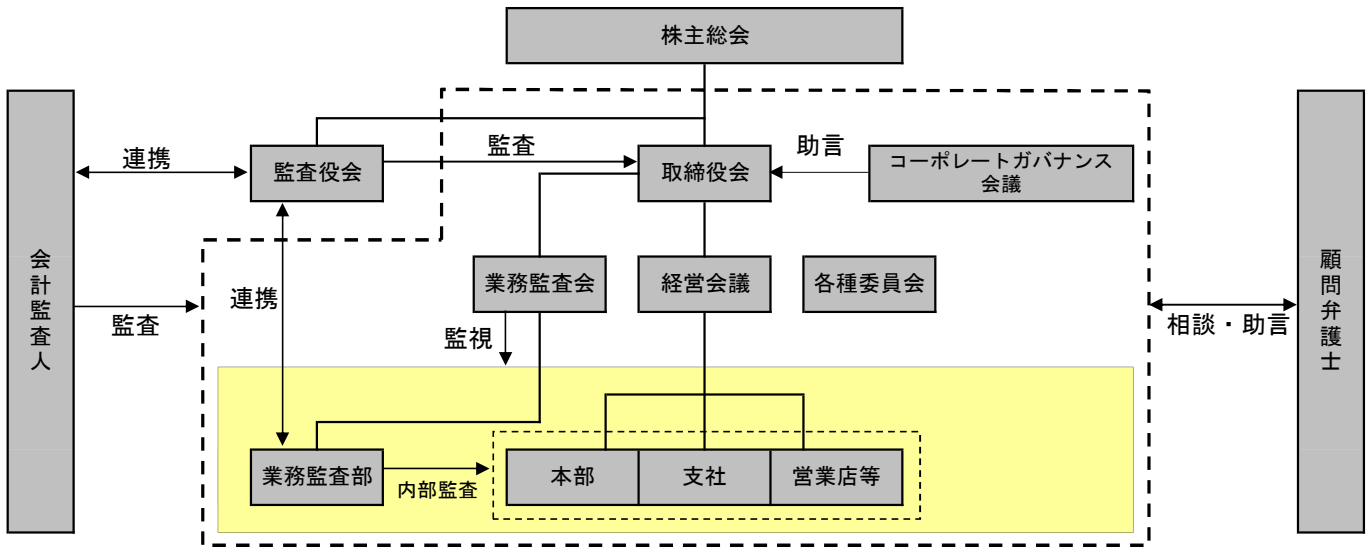 株主総会
連携
監査役会
監査
取締役会
助言
コーポレートガバナンス
会議
会計監査人
監査
連携
業務監査会
経営会議
各種委員会
監視
相談・助言
顧問弁護士
業務監査部
内部監査
本部
支社
営業店等